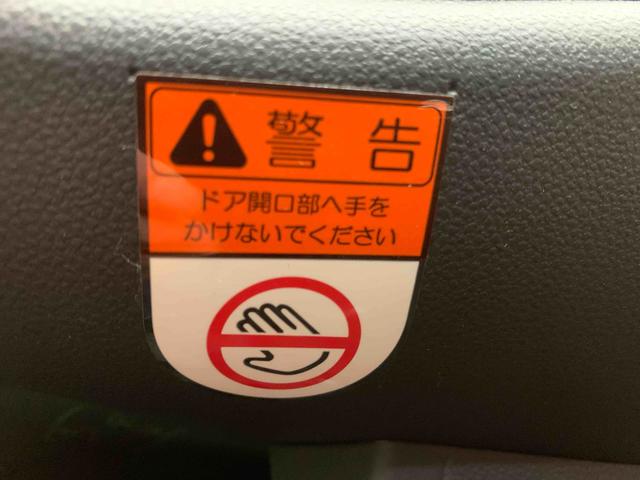 警告
ドア開口部へ手を
かけないでください